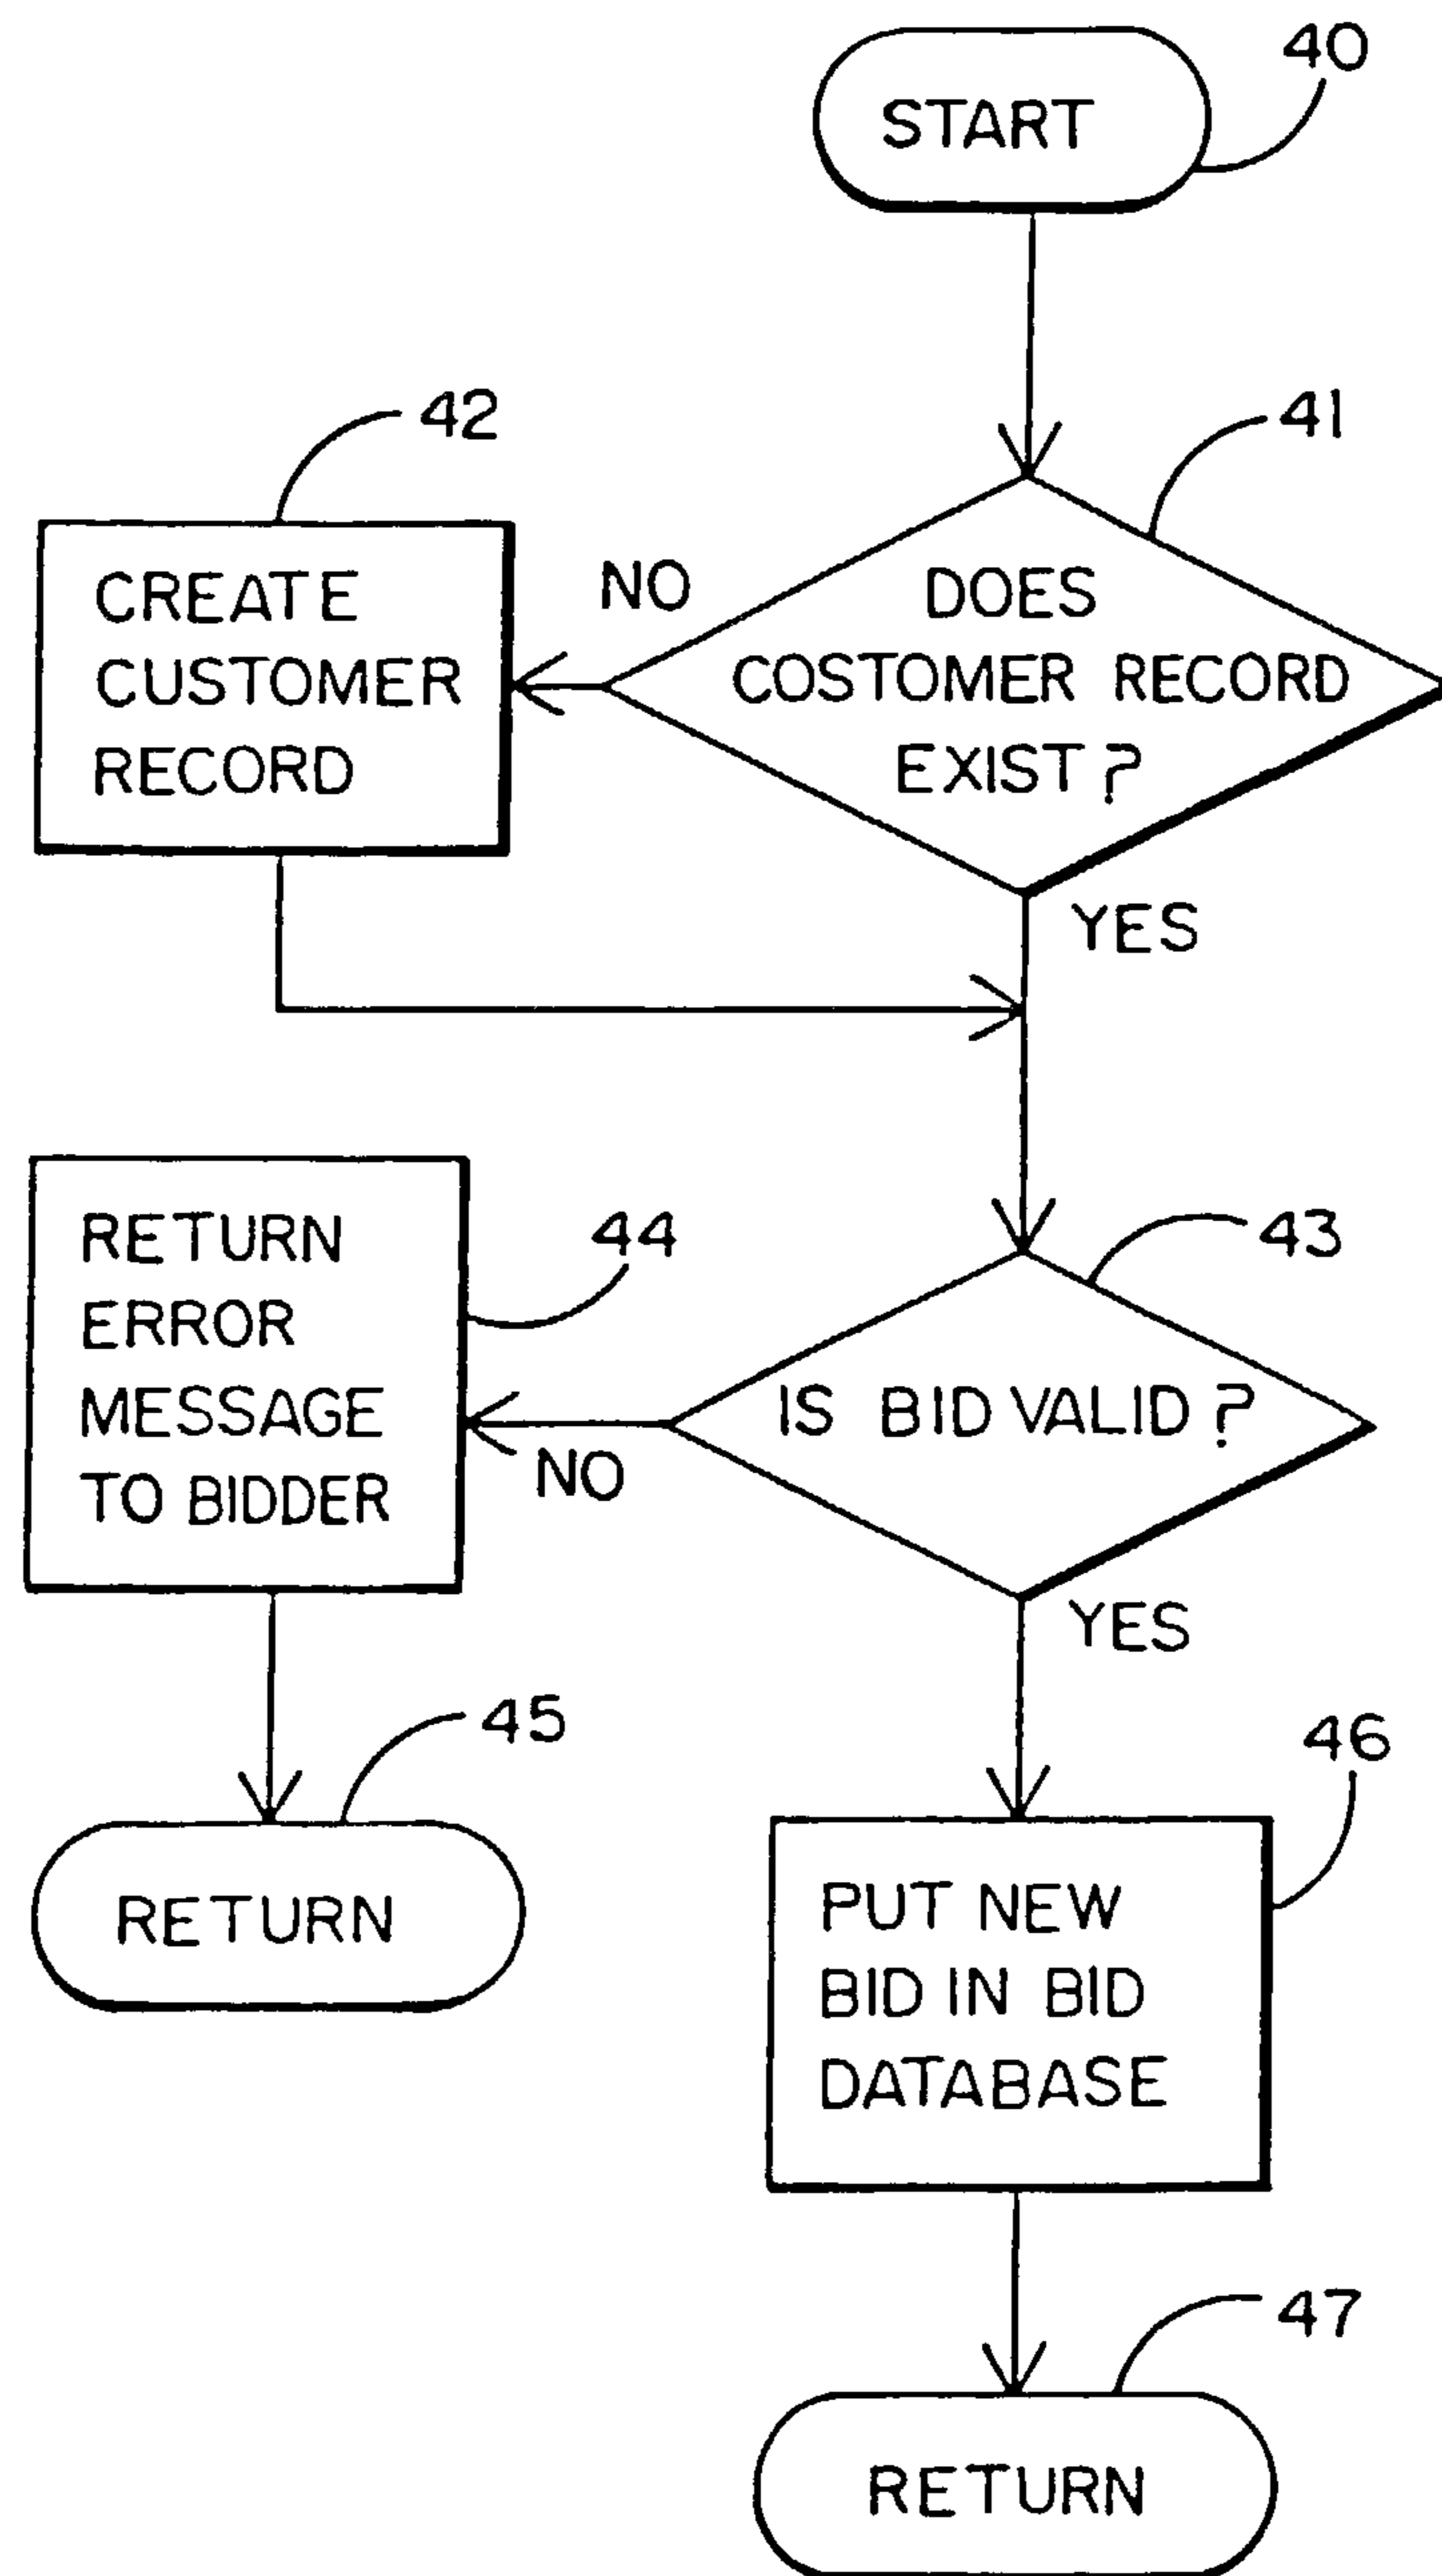 40
START
41
42
DOES
COSTOMER RECORD
EXIST?
NO
CREATE
CUSTOMER
RECORD
YES
43
IS BID VALID?
44
NO
RETURN
ERROR
MESSAGE
TO BIDDER
YES
45
RETURN
46
PUT NEW
BID IN BID
DATABASE
47
RETURN